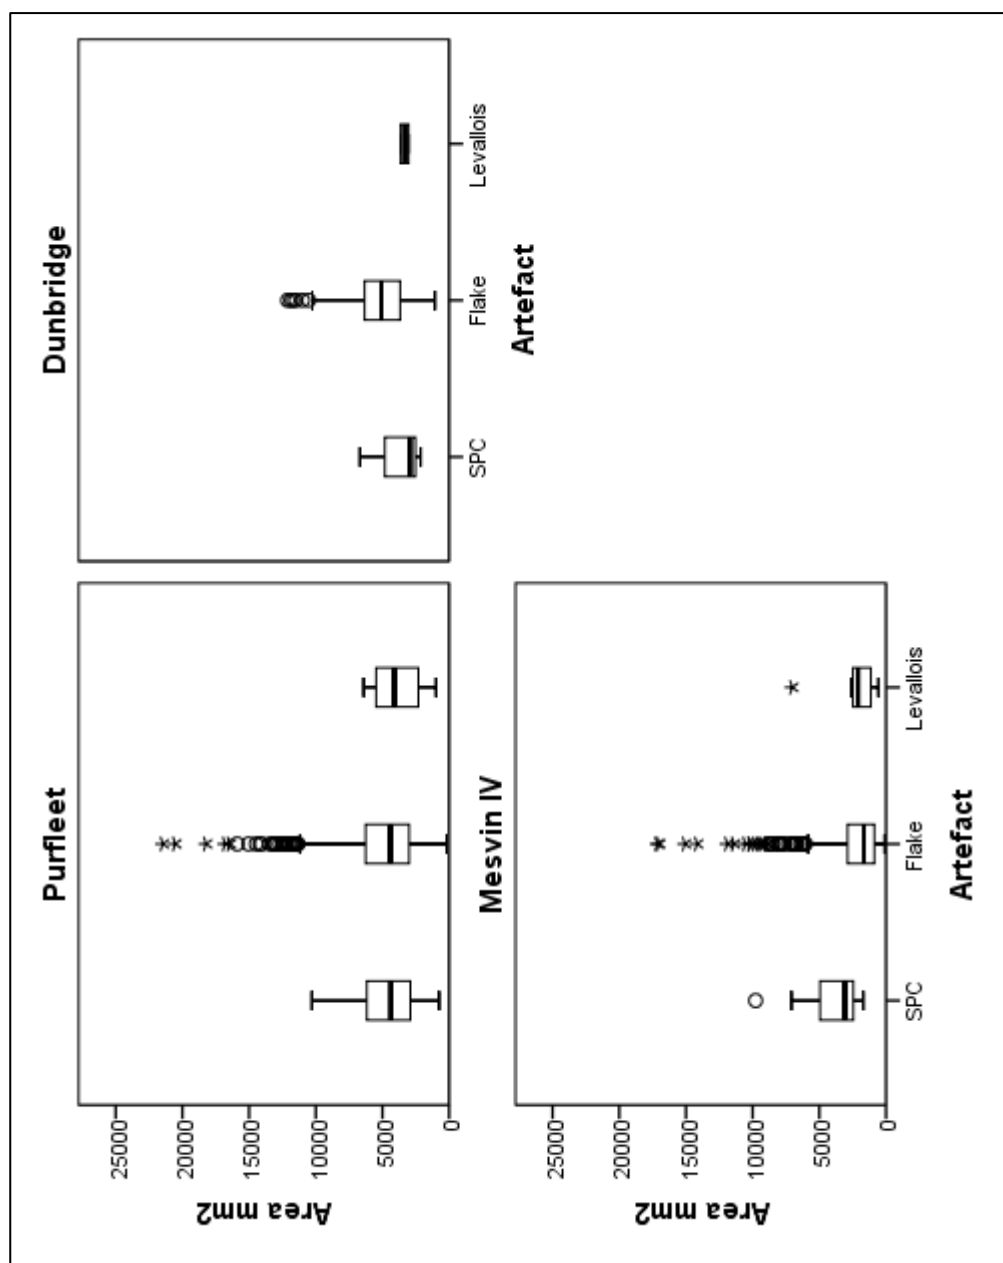 Purfleet
Dunbridge
Area mm2
25000
20000
15000
10000
5000
0
SPC Flake Levallois
Artefact
Mesvin IV
Area mm2
25000
20000
15000
10000
5000
0
SPC Flake Levallois
Artefact